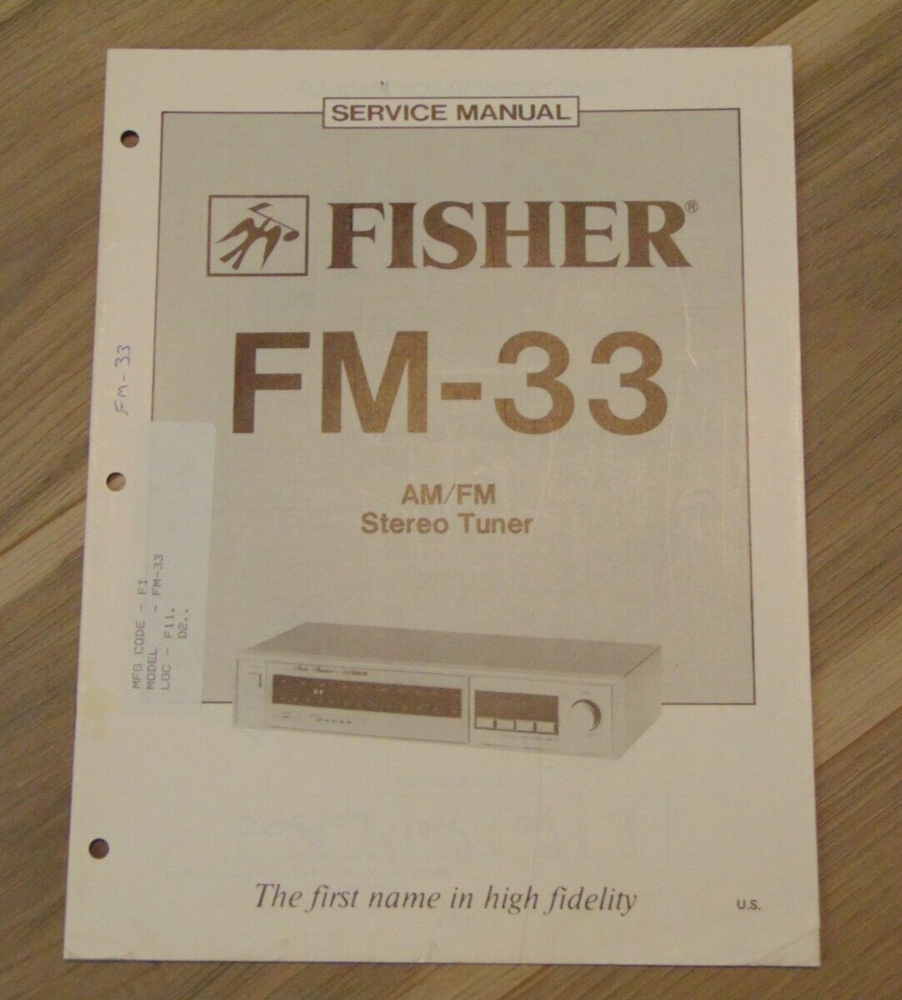 SERVICE MANUAL
FISHER®
FM-33
AM/FM
Stereo Tuner
FM-33
MFG CODE - FI
MODEL - FM-33
LOC - F11.
D2..
The first name in high fidelity
U.S.